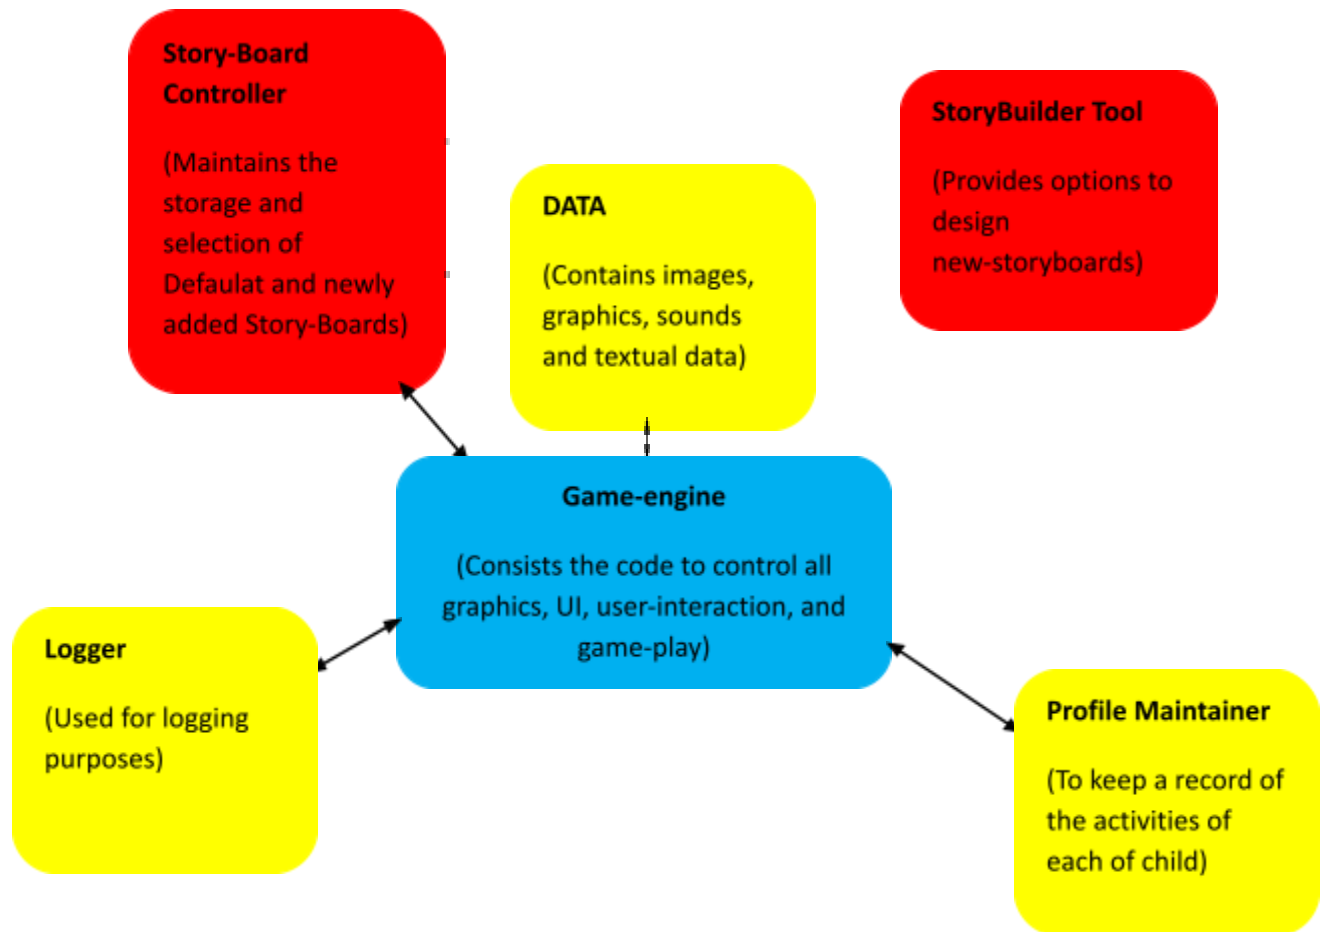 Story-Board
Controller
(Maintains the
storage and
selection of
Defaulat and newly
added Story-Boards)
StoryBuilder Tool
(Provides options to
design
new-storyboards)
DATA
(Contains images,
graphics, sounds
and textual data)
Game-engine
(Consists the code to control all
graphics, UI, user-interaction, and
game-play)
Logger
(Used for logging
purposes)
Profile Maintainer
(To keep a record of
the activities of
each of child)